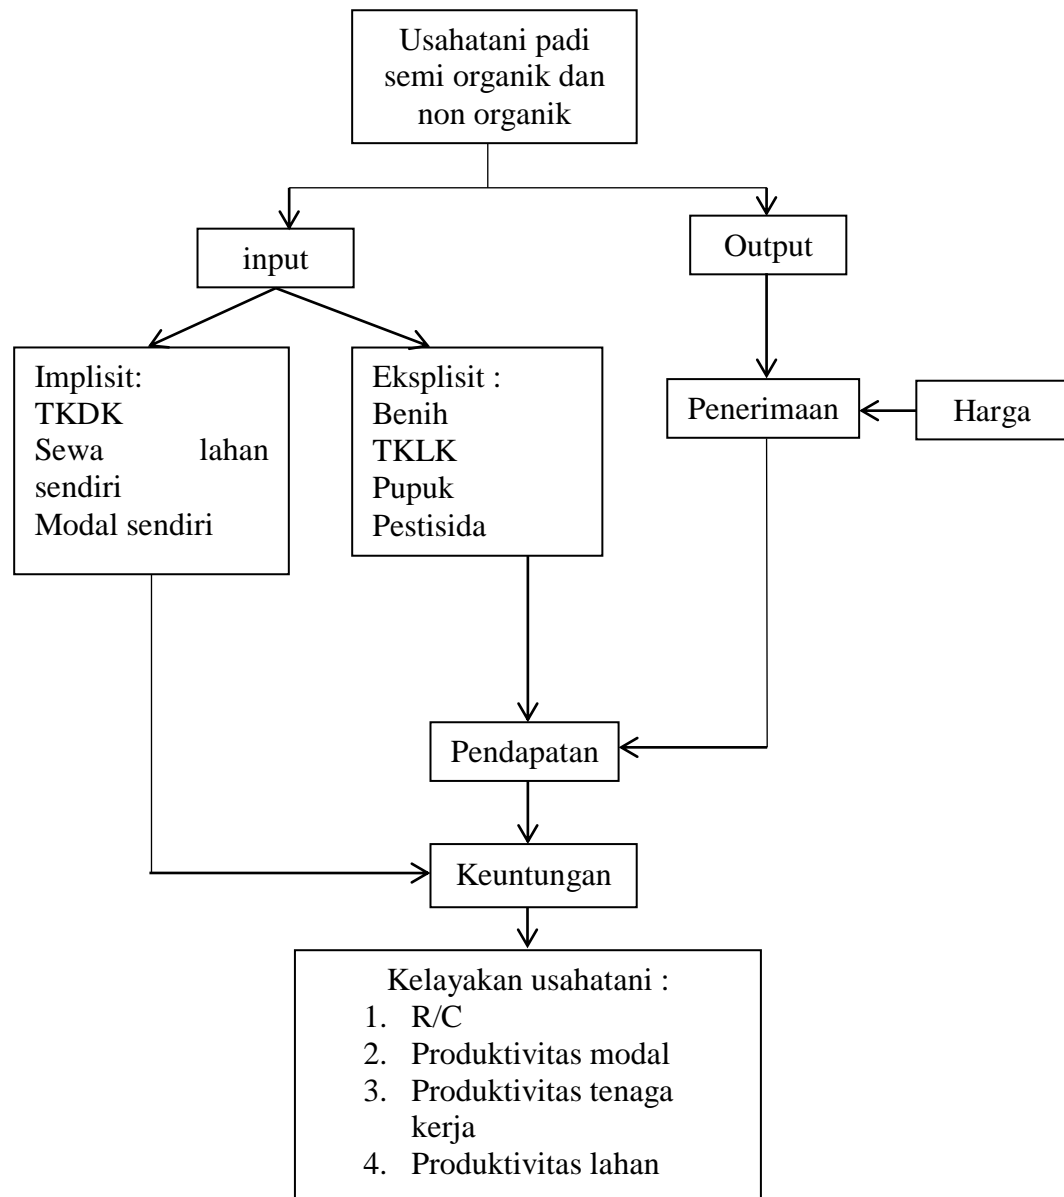 Usahatani padi
semi organik dan
non organik
input
Output
Implisit:
TKDK
Sewa lahan
sendiri
Modal sendiri
Eksplisit :
Benih
TKLK
Pupuk
Pestisida
Penerimaan
Harga
Pendapatan
Keuntungan
Kelayakan usahatani :
1. R/C
2. Produktivitas modal
3. Produktivitas tenaga
kerja
4. Produktivitas lahan